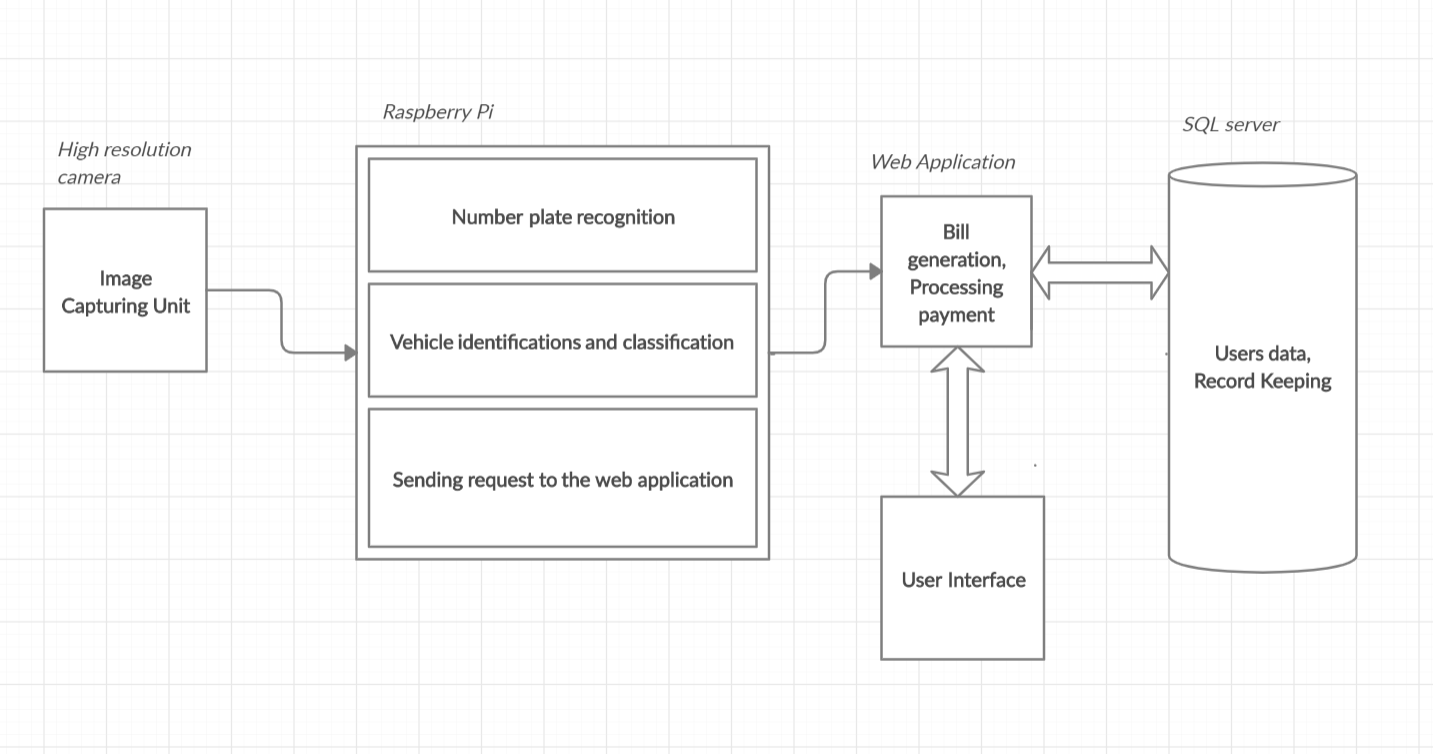 High resolution
camera
Image
Capturing Unit
Raspberry Pi
Number plate recognition
Vehicle identifications and classification
Sending request to the web application
Web Application
Bill
generation,
Processing
payment
User Interface
SQL server
Users data,
Record Keeping